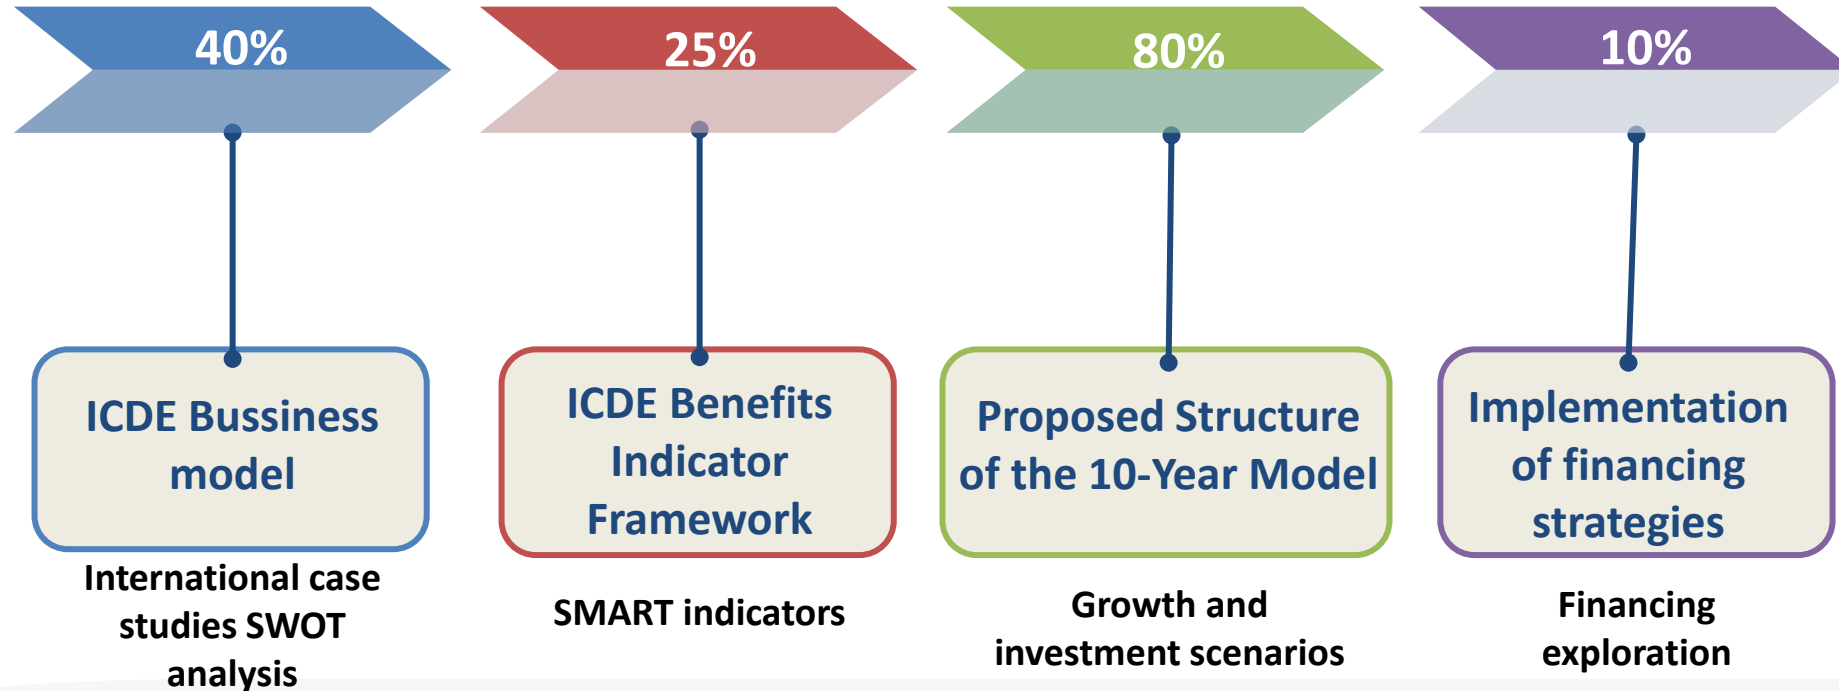 40%
25%
80%
10%
ICDE Bussiness
model
ICDE Benefits
Indicator
Framework
Proposed Structure
of the 10-Year Model
Implementation
of financing
strategies
International case
studies SWOT
analysis
SMART indicators
Growth and
investment scenarios
Financing
exploration